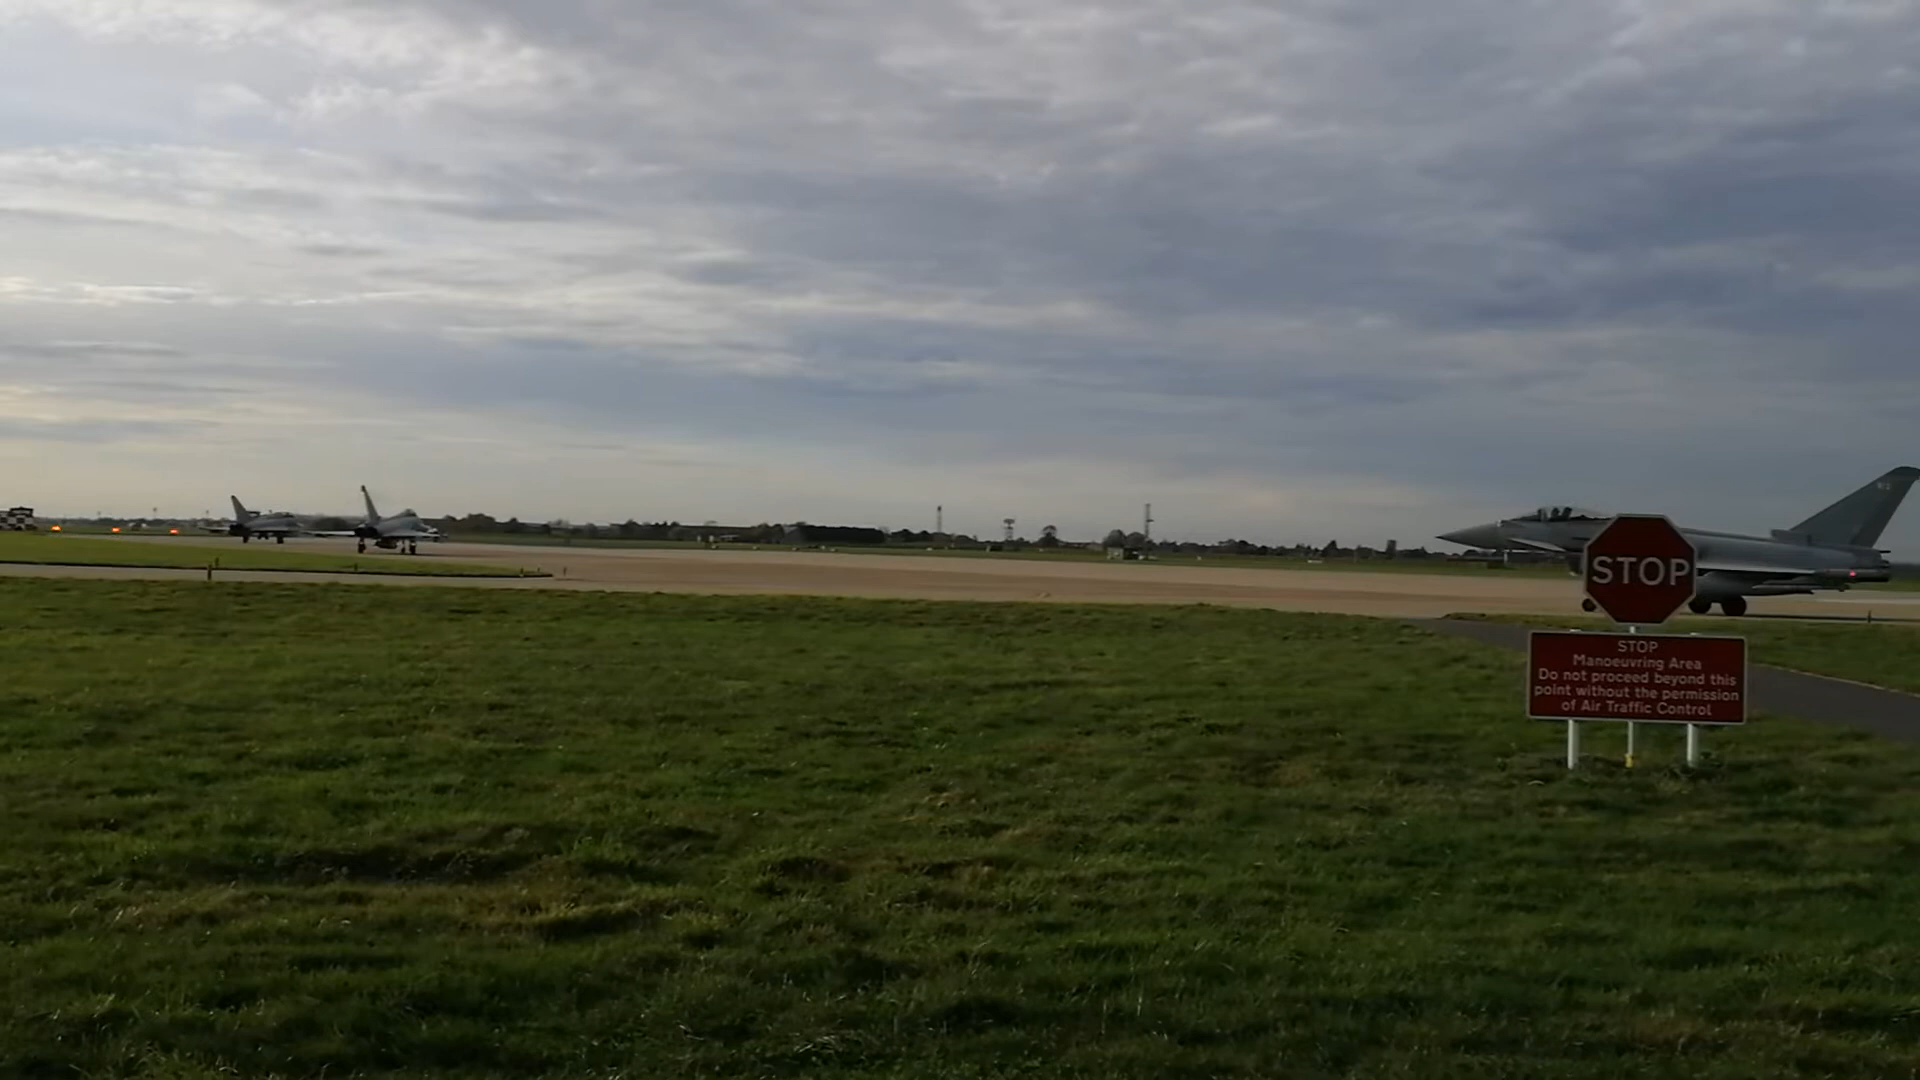 STOP
STOP
Manoeuvring Area
Do not proceed beyond this
point without the permission
of Air Traffic Control